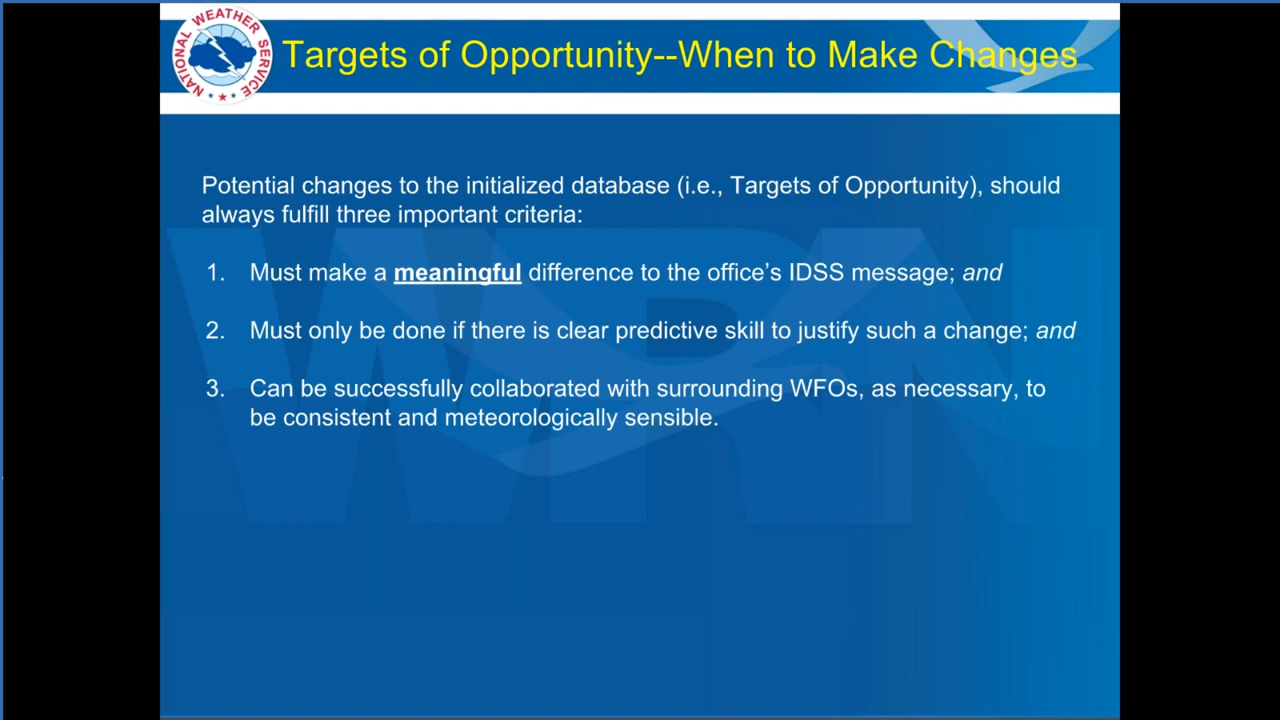 NATIONAL WEATHER SERVICE
Targets of Opportunity--When to Make Changes
Potential changes to the initialized database (i.e., Targets of Opportunity), should
always fulfill three important criteria:
1. Must make a meaningful difference to the office’s IDSS message; and
2. Must only be done if there is clear predictive skill to justify such a change; and
3. Can be successfully collaborated with surrounding WFOs, as necessary, to
be consistent and meteorologically sensible.
WRN